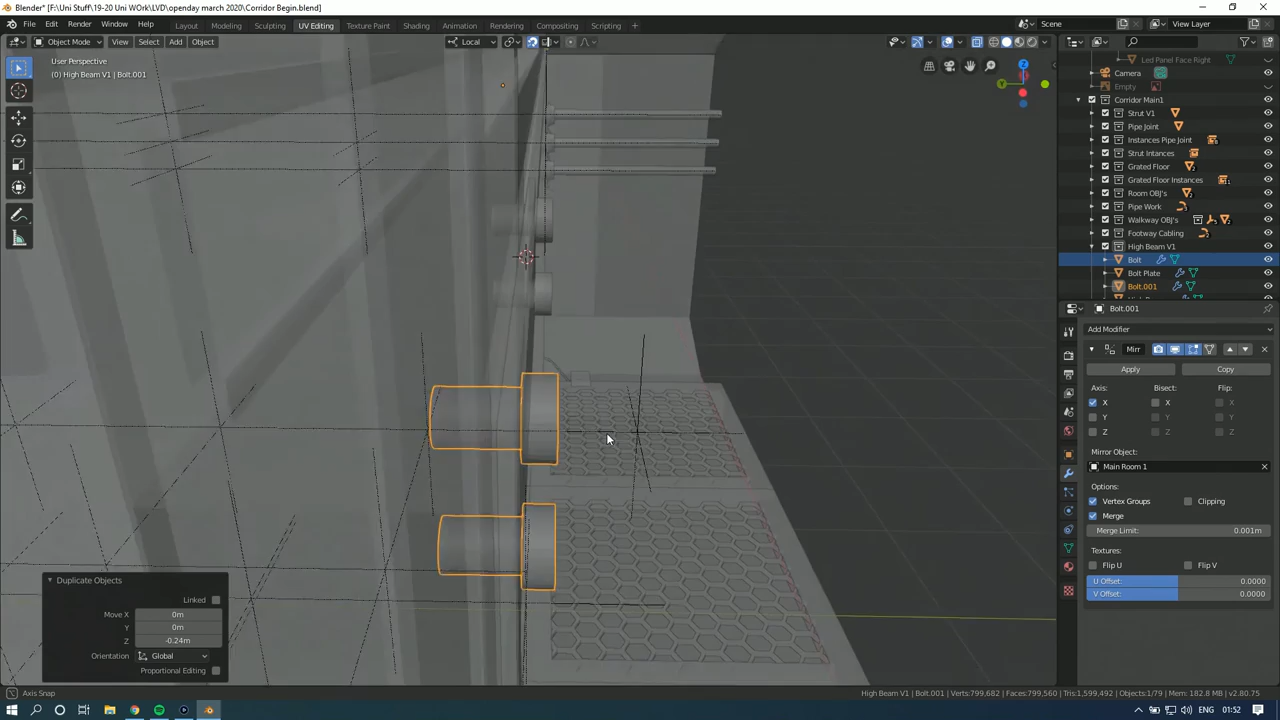 Blender* [F:\Uni Stuff\19-20 Uni WOrk\LVD\openday march 2020\Corridor Begin.blend]
File Edit Render Window Help Layout Modeling Sculpting UV Editing Texture Paint Shading Animation Rendering Compositing Scripting + Scene View Layer
Object Mode View Select Add Object Local
User Perspective
(0) High Beam V1 | Bolt.001
Z
Y
Led Panel Face Right
Camera
Empty
Corridor Main1
Strut V1
Pipe Joint
Instances Pipe Joint
Strut Intances
Grated Floor
Grated Floor Instances
Room OBJ's
Pipe Work
Walkway OBJ's
Footway Cabling
High Beam V1
Bolt
Bolt Plate
Bolt.001
Bolt.001
Add Modifier
Mirr
Apply Copy
Axis: Bisect: Flip:
X X X
Y Y Y
Z Z Z
Mirror Object:
Main Room 1
Options:
Vertex Groups Clipping
Merge
Merge Limit: 0.001m
Textures:
Flip U Flip V
U Offset: 0.0000
V Offset: 0.0000
Duplicate Objects
Linked
Move X 0m
Y 0m
Z -0.24m
Orientation Global
Proportional Editing
Axis Snap
High Beam V1 | Bolt.001 | Verts:799,682 | Faces:799,560 | Tris:1,599,492 | Objects:1/79 | Mem: 182.8 MB | v2.80.75
ENG 01:52